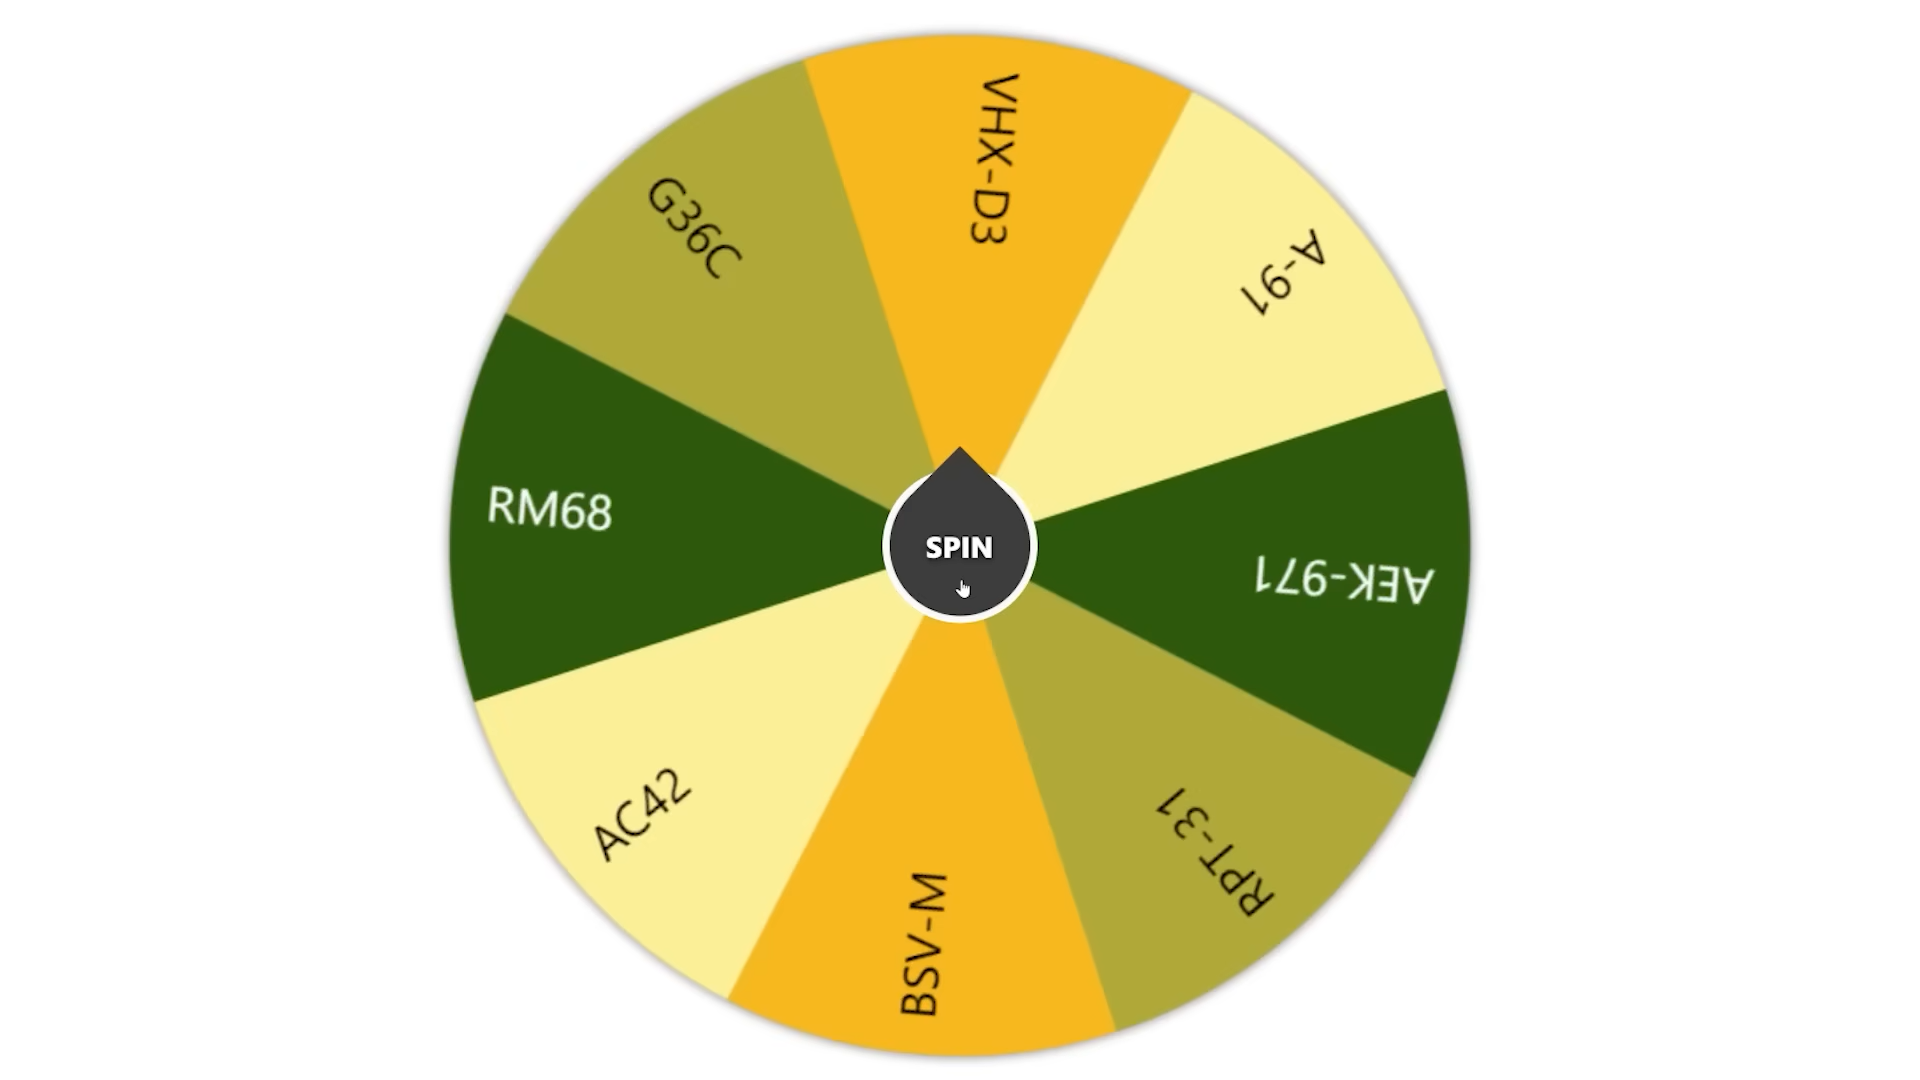 VHX-D3
A-91
AEK-971
RPT-31
BSV-M
AC42
RM68
G36C
SPIN